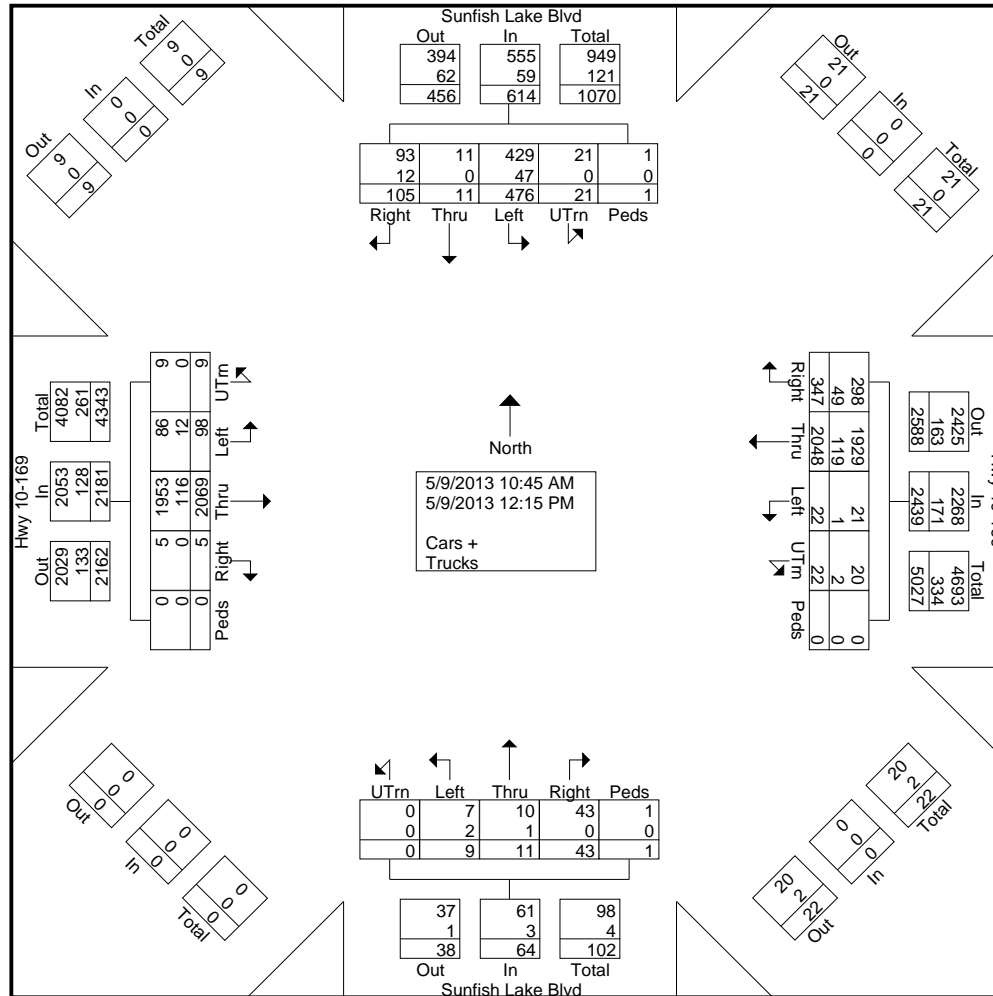 Sunfish Lake Blvd
Out In Total
394 555 949
62 59 121
456 614 1070
93 11 429 21 1
12 0 47 0 0
105 11 476 21 1
Right Thru Left UTrn Peds
Total
9
0
9
In
0
0
0
Out
9
0
9
Out
21
0
21
In
0
0
0
Total
21
0
21
Hwy 10-169
Total
4082
261
4343
In
2053
128
2181
Out
2029
133
2162
9 0 9
UTrn
86 12 98
Left
1953 116 2069
Thru
5 0 5
Right
0 0 0
Peds
North
5/9/2013 10:45 AM
5/9/2013 12:15 PM
Cars +
Trucks
Right
347 49 298
Thru
2048 119 1929
Left
22 1 21
UTrn
22 2 20
Peds
0 0 0
Out
2425
163
2588
In
2268
171
2439
Total
4693
334
5027
UTrn Left Thru Right Peds
0 7 10 43 1
0 2 1 0 0
0 9 11 43 1
37 61 98
1 3 4
38 64 102
Out In Total
Sunfish Lake Blvd
0
0
0
Out
0
0
0
In
0
0
0
Total
20
2
22
Total
0
0
0
In
20
2
22
Out